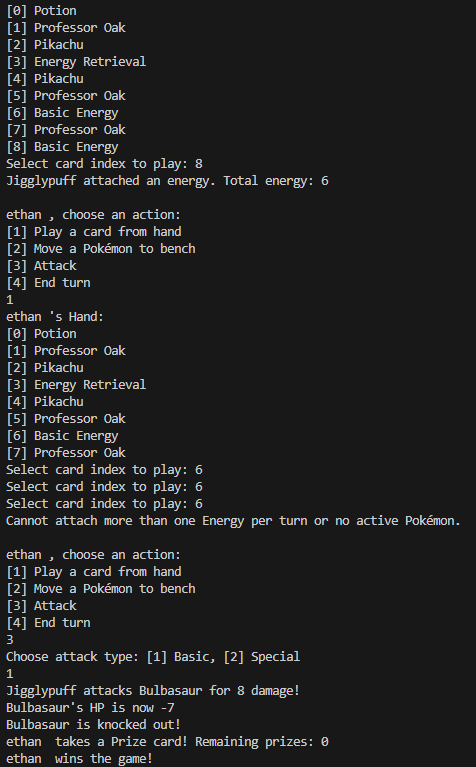 [0] Potion
[1] Professor Oak
[2] Pikachu
[3] Energy Retrieval
[4] Pikachu
[5] Professor Oak
[6] Basic Energy
[7] Professor Oak
[8] Basic Energy
Select card index to play: 8
Jigglypuff attached an energy. Total energy: 6

ethan , choose an action:
[1] Play a card from hand
[2] Move a Pokémon to bench
[3] Attack
[4] End turn
1
ethan 's Hand:
[0] Potion
[1] Professor Oak
[2] Pikachu
[3] Energy Retrieval
[4] Pikachu
[5] Professor Oak
[6] Basic Energy
[7] Professor Oak
Select card index to play: 6
Select card index to play: 6
Select card index to play: 6
Cannot attach more than one Energy per turn or no active Pokémon.

ethan , choose an action:
[1] Play a card from hand
[2] Move a Pokémon to bench
[3] Attack
[4] End turn
3
Choose attack type: [1] Basic, [2] Special
1
Jigglypuff attacks Bulbasaur for 8 damage!
Bulbasaur's HP is now -7
Bulbasaur is knocked out!
ethan  takes a Prize card! Remaining prizes: 0
ethan  wins the game!